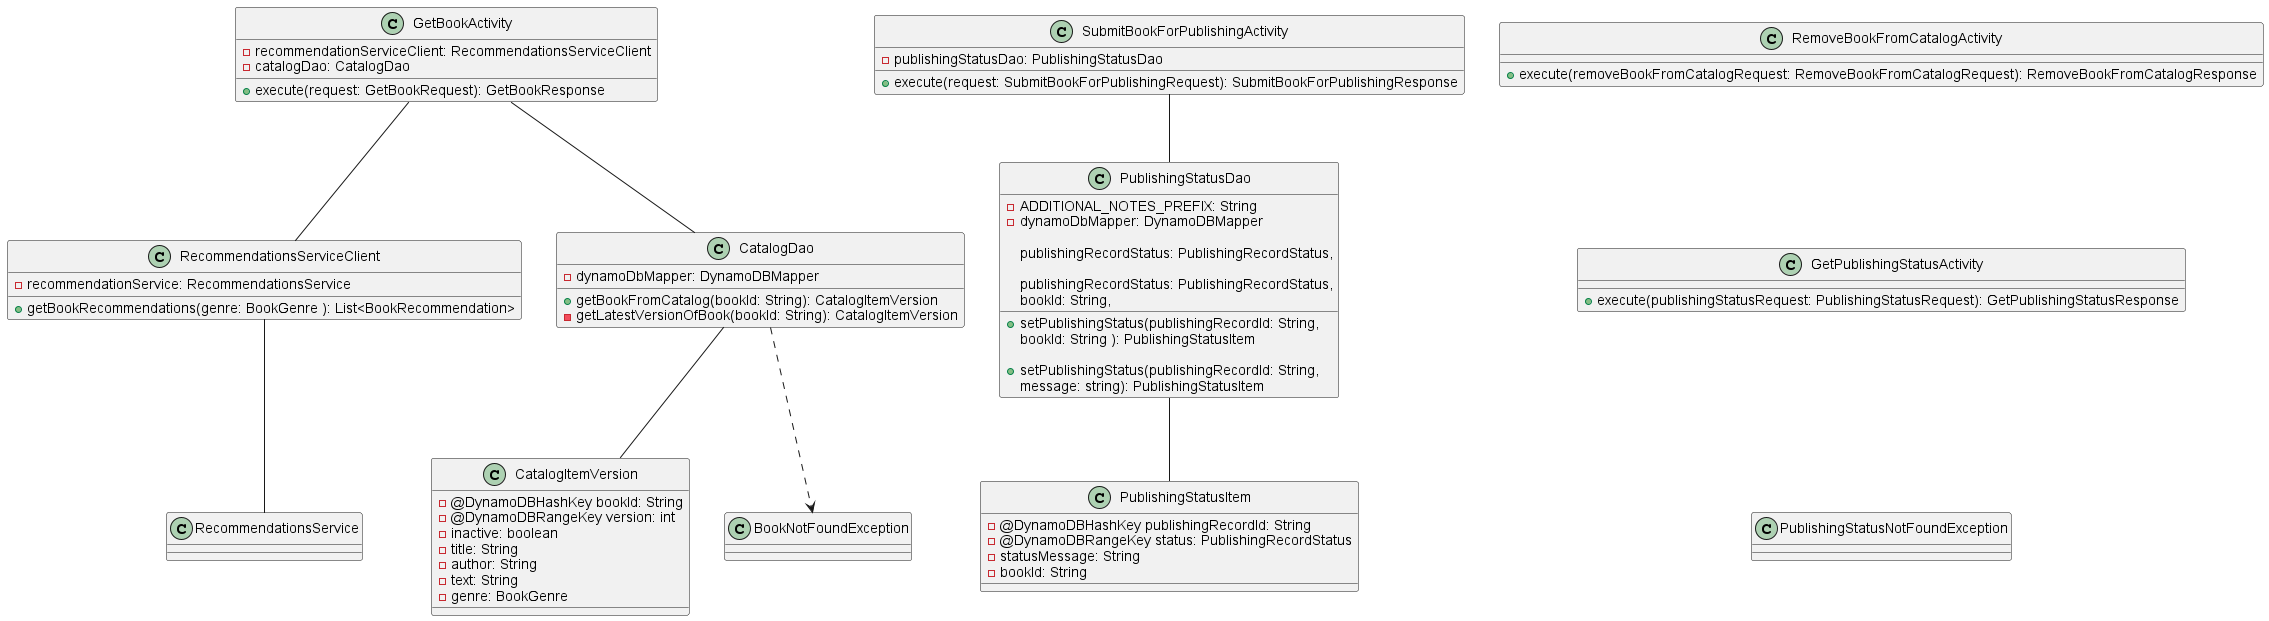 C GetBookActivity
recommendationServiceClient: RecommendationsServiceClient
catalogDao: CatalogDao
execute(request: GetBookRequest): GetBookResponse
C SubmitBookForPublishingActivity
publishingStatusDao: PublishingStatusDao
execute(request: SubmitBookForPublishingRequest): SubmitBookForPublishingResponse
C RemoveBookFromCatalogActivity
execute(removeBookFromCatalogRequest: RemoveBookFromCatalogRequest): RemoveBookFromCatalogResponse
C RecommendationsServiceClient
recommendationService: RecommendationsService
getBookRecommendations(genre: BookGenre ): List<BookRecommendation>
C CatalogDao
dynamoDbMapper: DynamoDBMapper
getBookFromCatalog(bookId: String): CatalogItemVersion
getLatestVersionOfBook(bookId: String): CatalogItemVersion
C PublishingStatusDao
ADDITIONAL_NOTES_PREFIX: String
dynamoDbMapper: DynamoDBMapper
publishingRecordStatus: PublishingRecordStatus,
publishingRecordStatus: PublishingRecordStatus,
bookId: String,
setPublishingStatus(publishingRecordId: String,
bookId: String ): PublishingStatusItem
setPublishingStatus(publishingRecordId: String,
message: string): PublishingStatusItem
C GetPublishingStatusActivity
execute(publishingStatusRequest: PublishingStatusRequest): GetPublishingStatusResponse
C RecommendationsService
C CatalogItemVersion
@DynamoDBHashKey bookId: String
@DynamoDBRangeKey version: int
inactive: boolean
title: String
author: String
text: String
genre: BookGenre
C BookNotFoundException
C PublishingStatusItem
@DynamoDBHashKey publishingRecordId: String
@DynamoDBRangeKey status: PublishingRecordStatus
statusMessage: String
bookId: String
C PublishingStatusNotFoundException